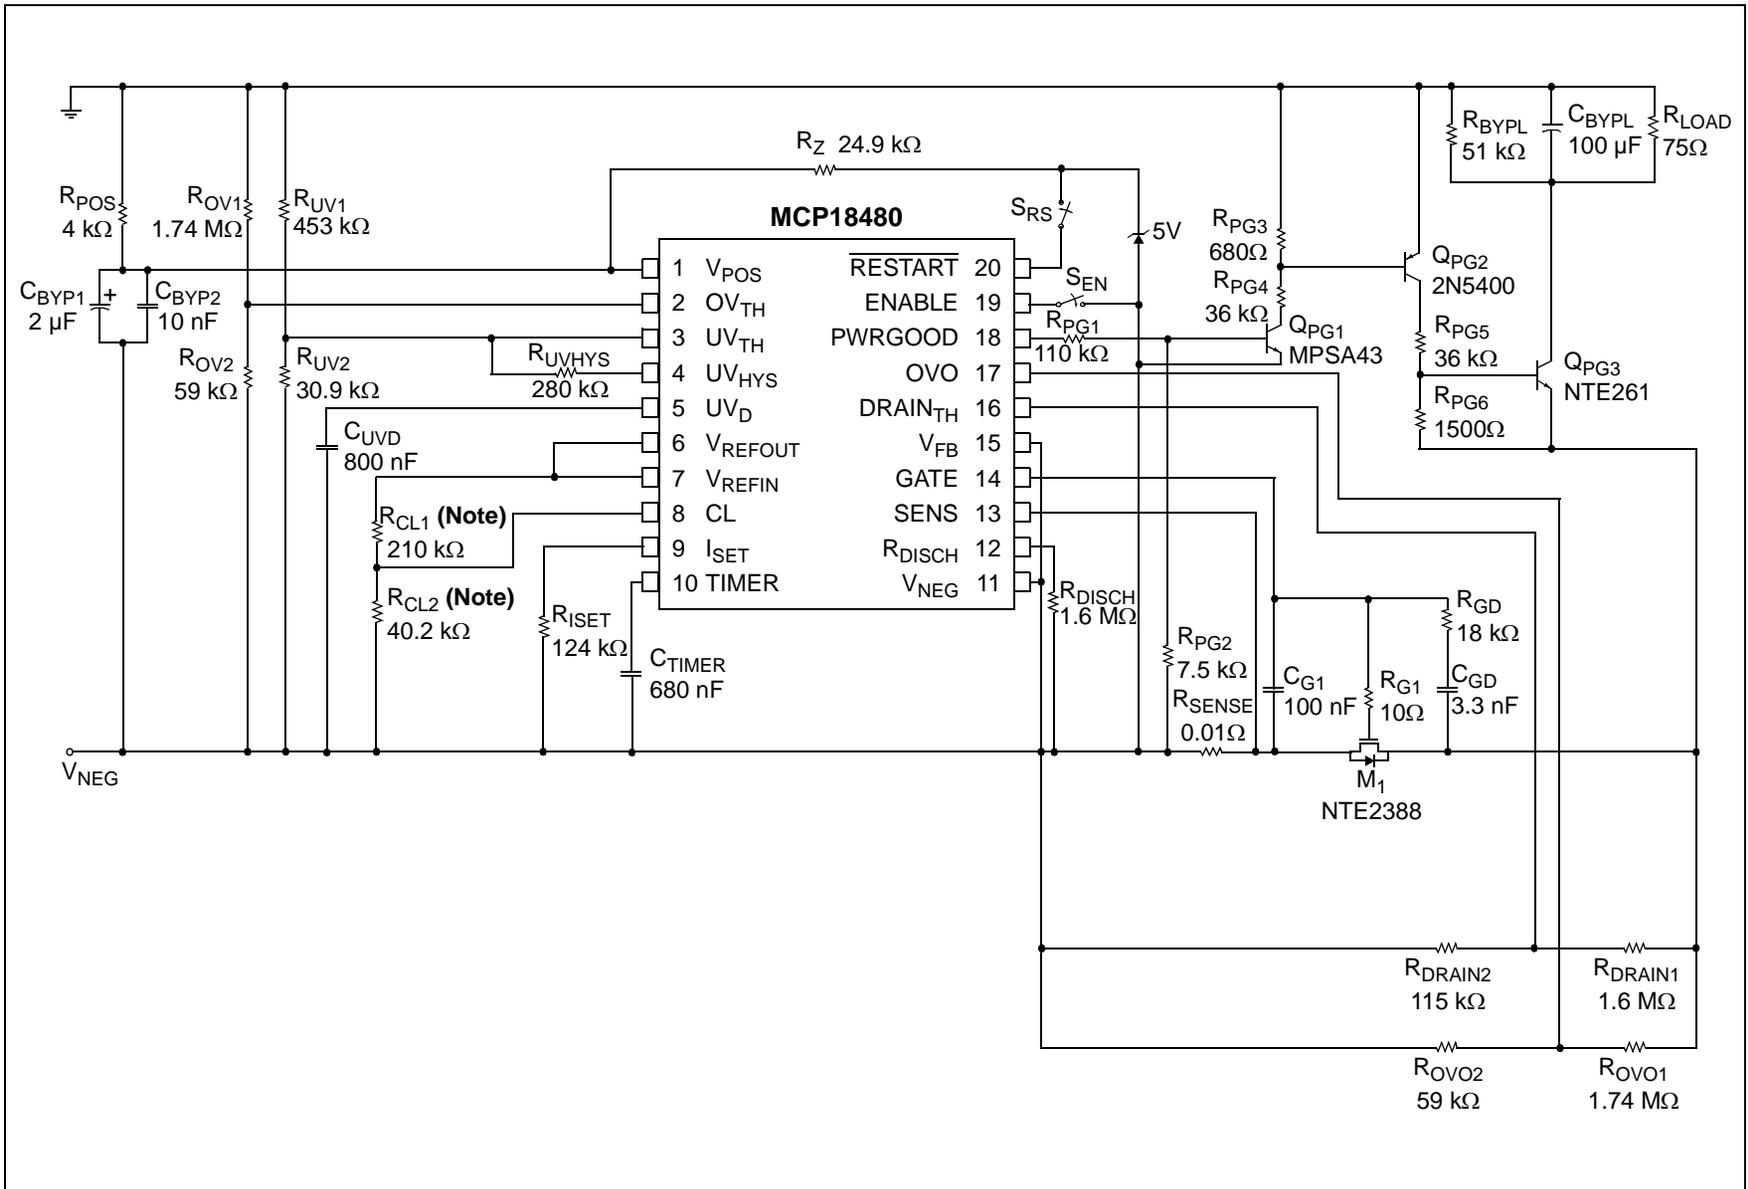 R_Z 24.9 kΩ
MCP18480
R_POS
4 kΩ
R_OV1
1.74 MΩ
R_UV1
453 kΩ
C_BYP1
2 µF
+
C_BYP2
10 nF
R_OV2
59 kΩ
R_UV2
30.9 kΩ
R_UVHYS
280 kΩ
C_UVD
800 nF
R_CL1 (Note)
210 kΩ
R_CL2 (Note)
40.2 kΩ
R_ISET
124 kΩ
C_TIMER
680 nF
V_NEG
1 V_POS
2 OV_TH
3 UV_TH
4 UV_HYS
5 UV_D
6 V_REFOUT
7 V_REFIN
8 CL
9 I_SET
10 TIMER
RESTART 20
ENABLE 19
PWRGOOD 18
OVO 17
DRAIN_TH 16
V_FB 15
GATE 14
SENS 13
R_DISCH 12
V_NEG 11
S_RS
5V
S_EN
R_PG1
110 kΩ
R_PG3
680Ω
R_PG4
36 kΩ
Q_PG1
MPSA43
Q_PG2
2N5400
R_PG5
36 kΩ
R_PG6
1500Ω
Q_PG3
NTE261
R_BYPL
51 kΩ
C_BYPL
100 µF
R_LOAD
75Ω
R_DISCH
1.6 MΩ
R_PG2
7.5 kΩ
R_SENSE
0.01Ω
C_G1
100 nF
R_G1
10Ω
R_GD
18 kΩ
C_GD
3.3 nF
M_1
NTE2388
R_DRAIN2
115 kΩ
R_DRAIN1
1.6 MΩ
R_OVO2
59 kΩ
R_OVO1
1.74 MΩ